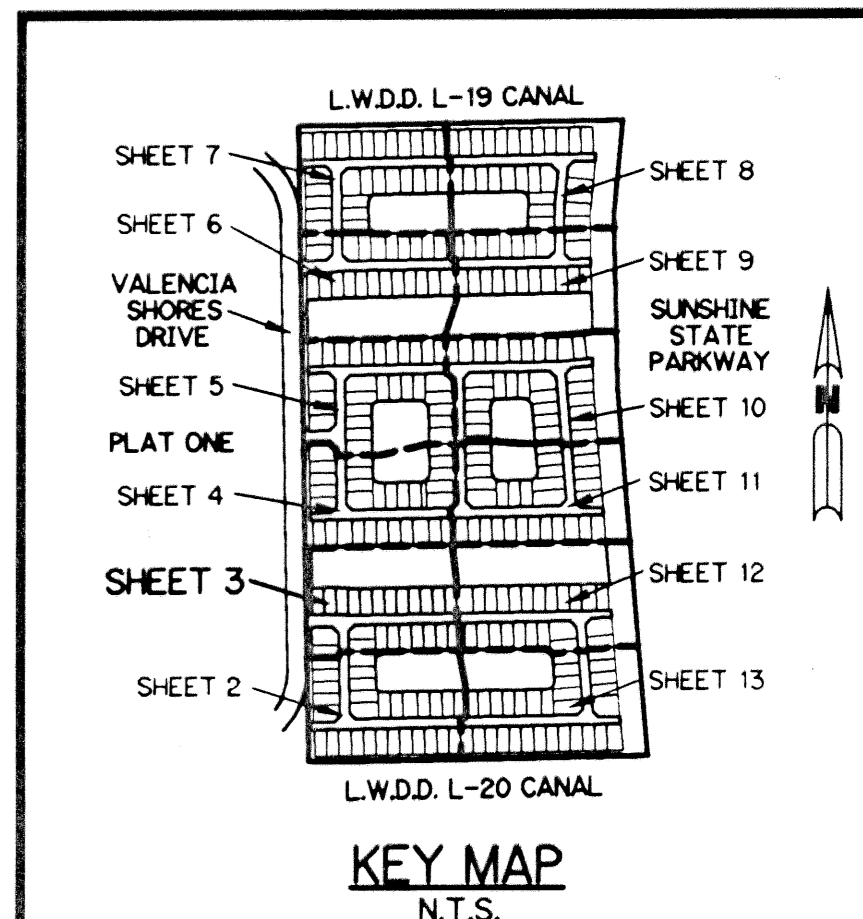 L.W.D.D. L-19 CANAL
SHEET 7
SHEET 8
SHEET 6
SHEET 9
VALENCIA
SHORES
DRIVE
SUNSHINE
STATE
PARKWAY
N
SHEET 5
SHEET 10
PLAT ONE
SHEET 4
SHEET 11
SHEET 3
SHEET 12
SHEET 2
SHEET 13
L.W.D.D. L-20 CANAL
KEY MAP
N.T.S.